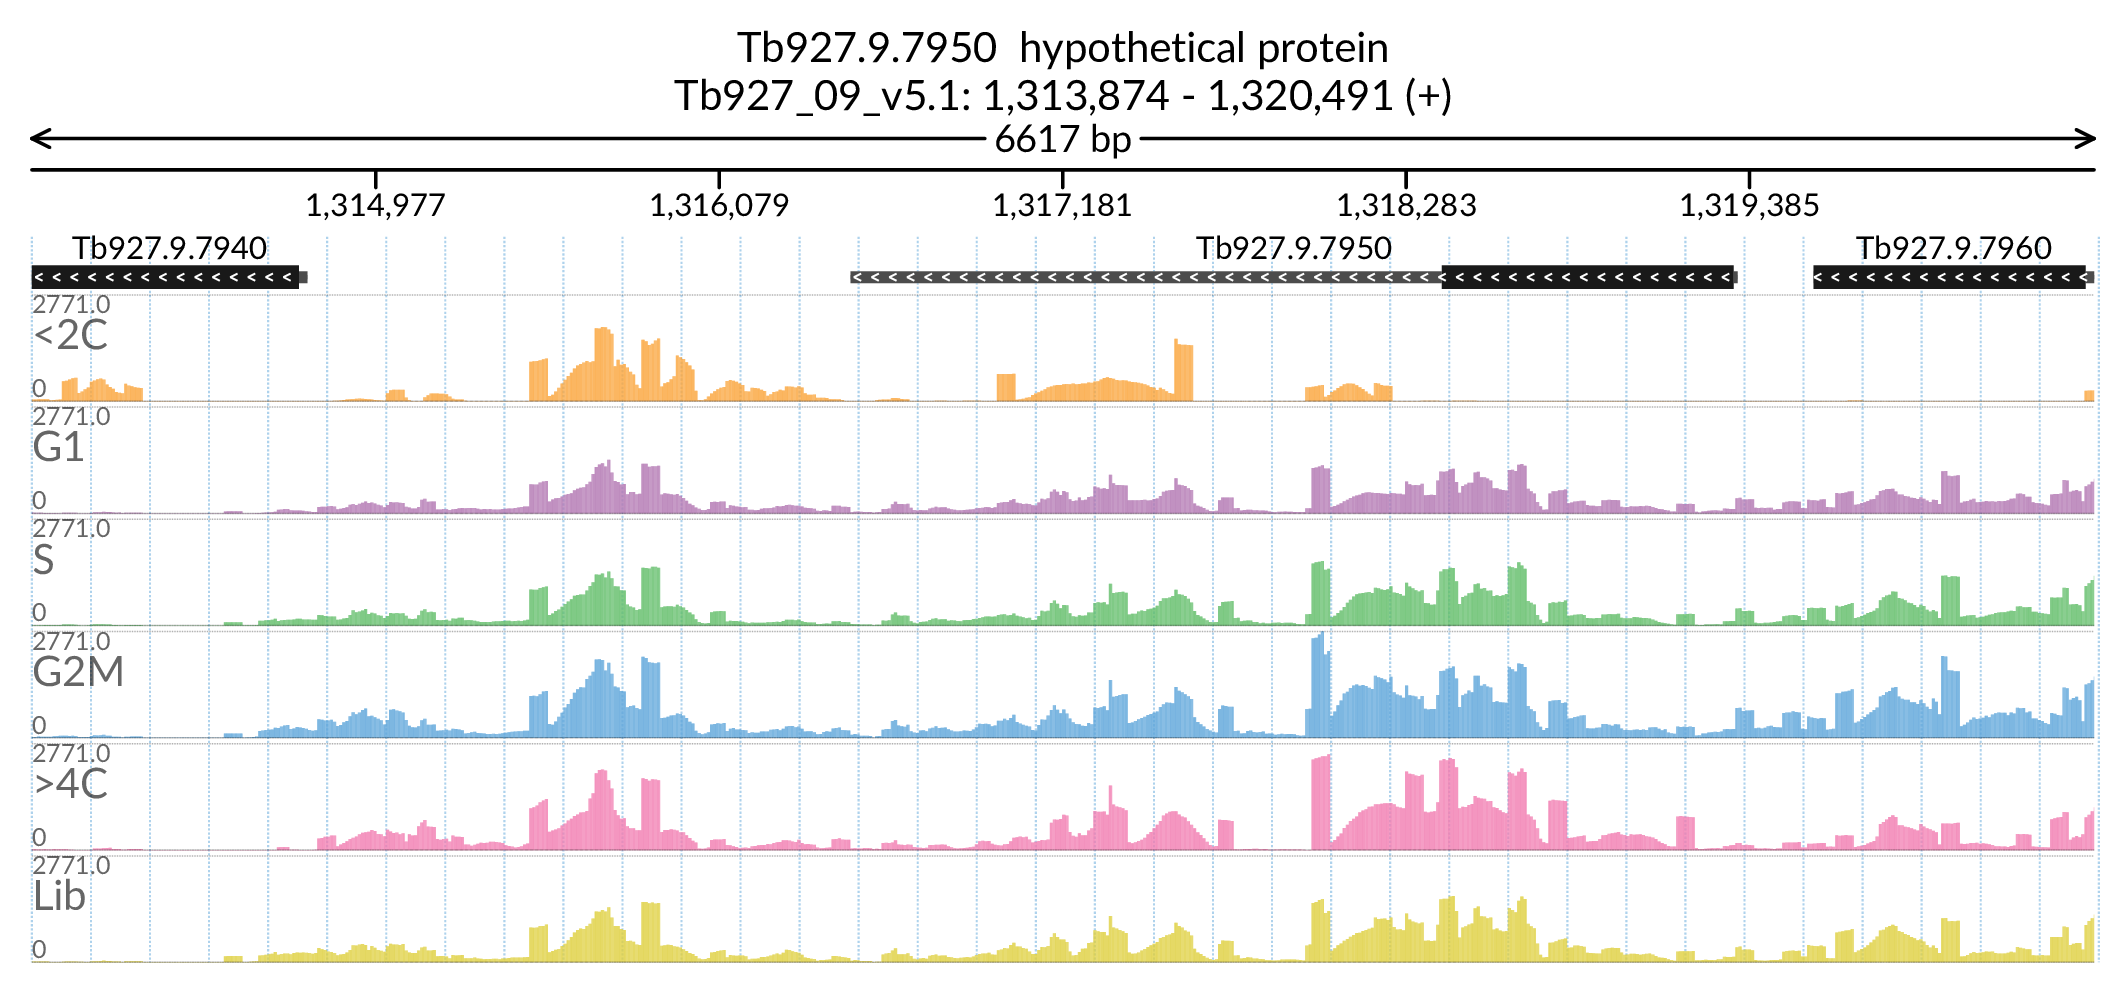 Tb927.9.7950  hypothetical protein
Tb927_09_v5.1: 1,313,874 - 1,320,491 (+)
6617 bp
1,314,977 1,316,079 1,317,181 1,318,283 1,319,385
Tb927.9.7940 Tb927.9.7950 Tb927.9.7960
2771.0
<2C
0
2771.0
G1
0
2771.0
S
0
2771.0
G2M
0
2771.0
>4C
0
2771.0
Lib
0